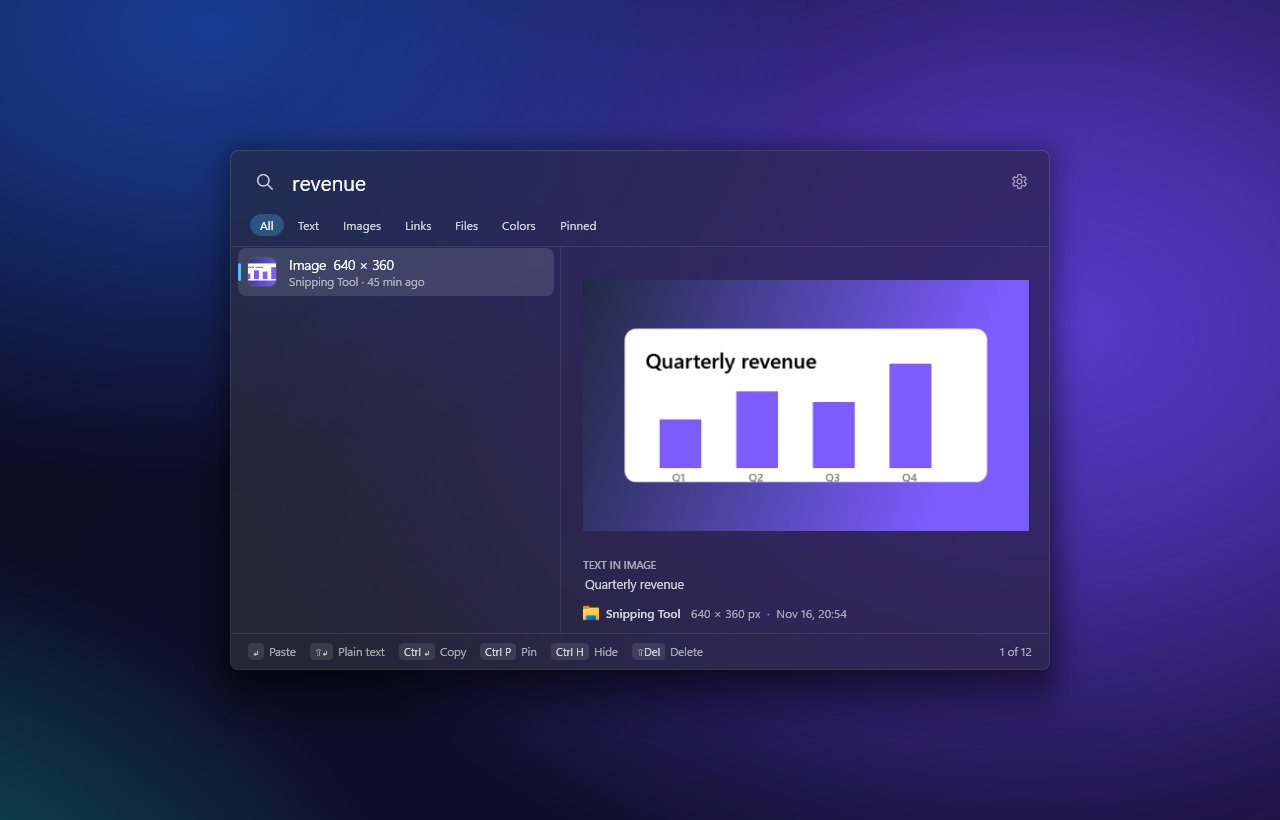 revenue
All Text Images Links Files Colors Pinned
Image 640 × 360
Snipping Tool · 45 min ago
Quarterly revenue
Q1 Q2 Q3 Q4
TEXT IN IMAGE
Quarterly revenue
Snipping Tool 640 × 360 px · Nov 16, 20:54
↲ Paste ⇧↲ Plain text Ctrl ↲ Copy Ctrl P Pin Ctrl H Hide ⇧Del Delete 1 of 12